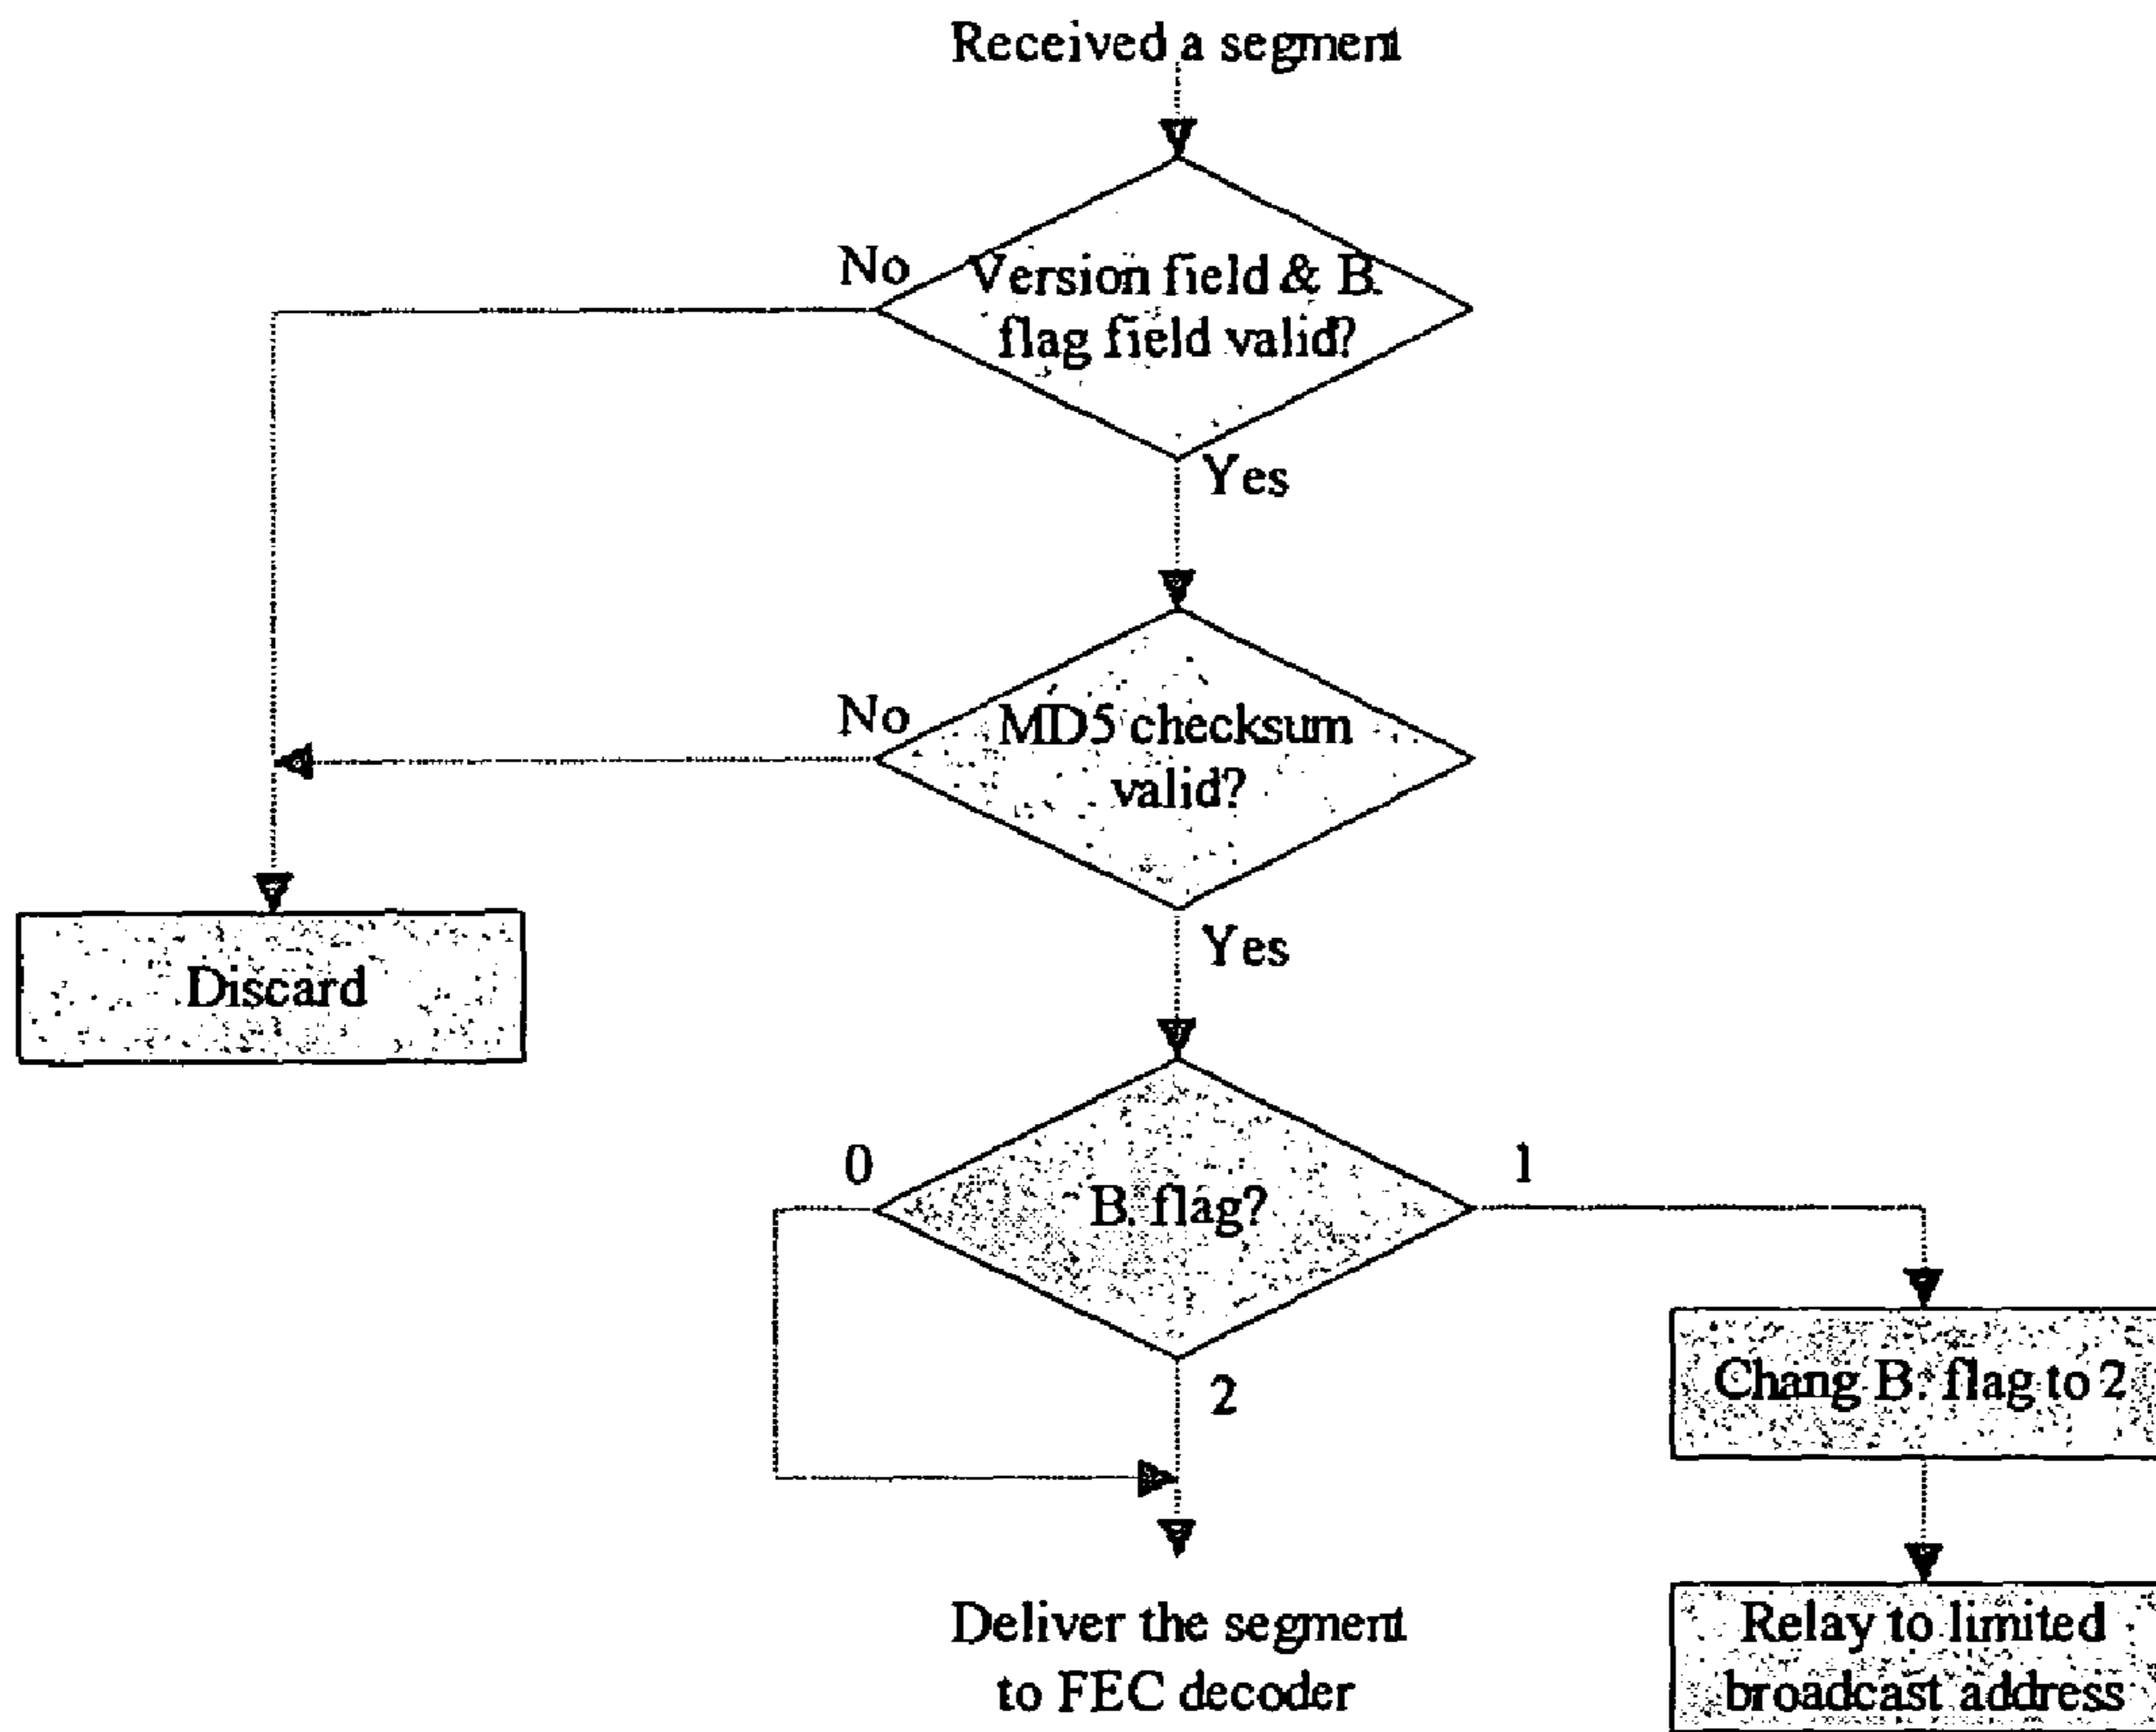 Received a segment
No
Version field & B.
flag field valid?
Yes
No
MD5 checksum
valid?
Yes
Discard
0
B. flag?
1
2
Chang B. flag to 2
Deliver the segment
to FEC decoder
Relay to limited
broadcast address